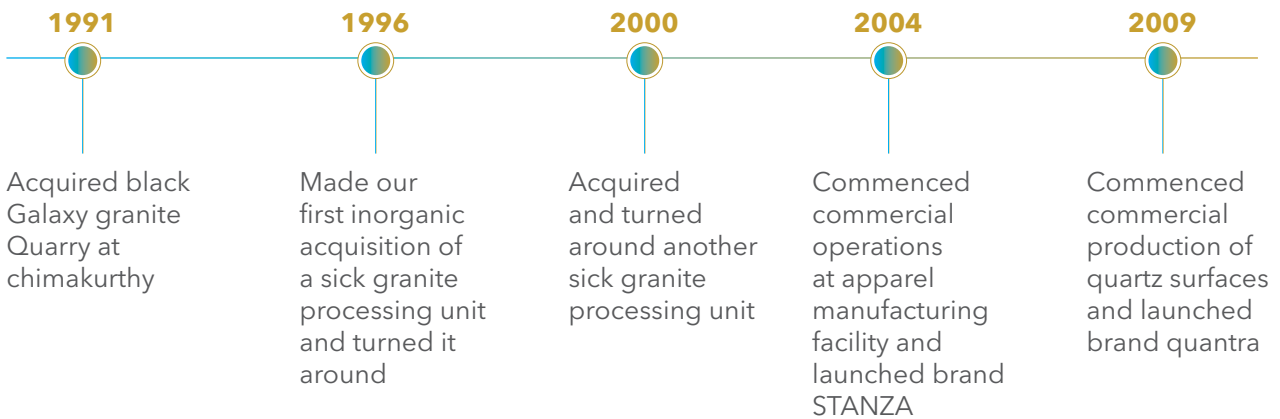 1991
Acquired black
Galaxy granite
Quarry at
chimakurthy
1996
Made our
first inorganic
acquisition of
a sick granite
processing unit
and turned it
around
2000
Acquired
and turned
around another
sick granite
processing unit
2004
Commenced
commercial
operations
at apparel
manufacturing
facility and
launched brand
STANZA
2009
Commenced
commercial
production of
quartz surfaces
and launched
brand quantra